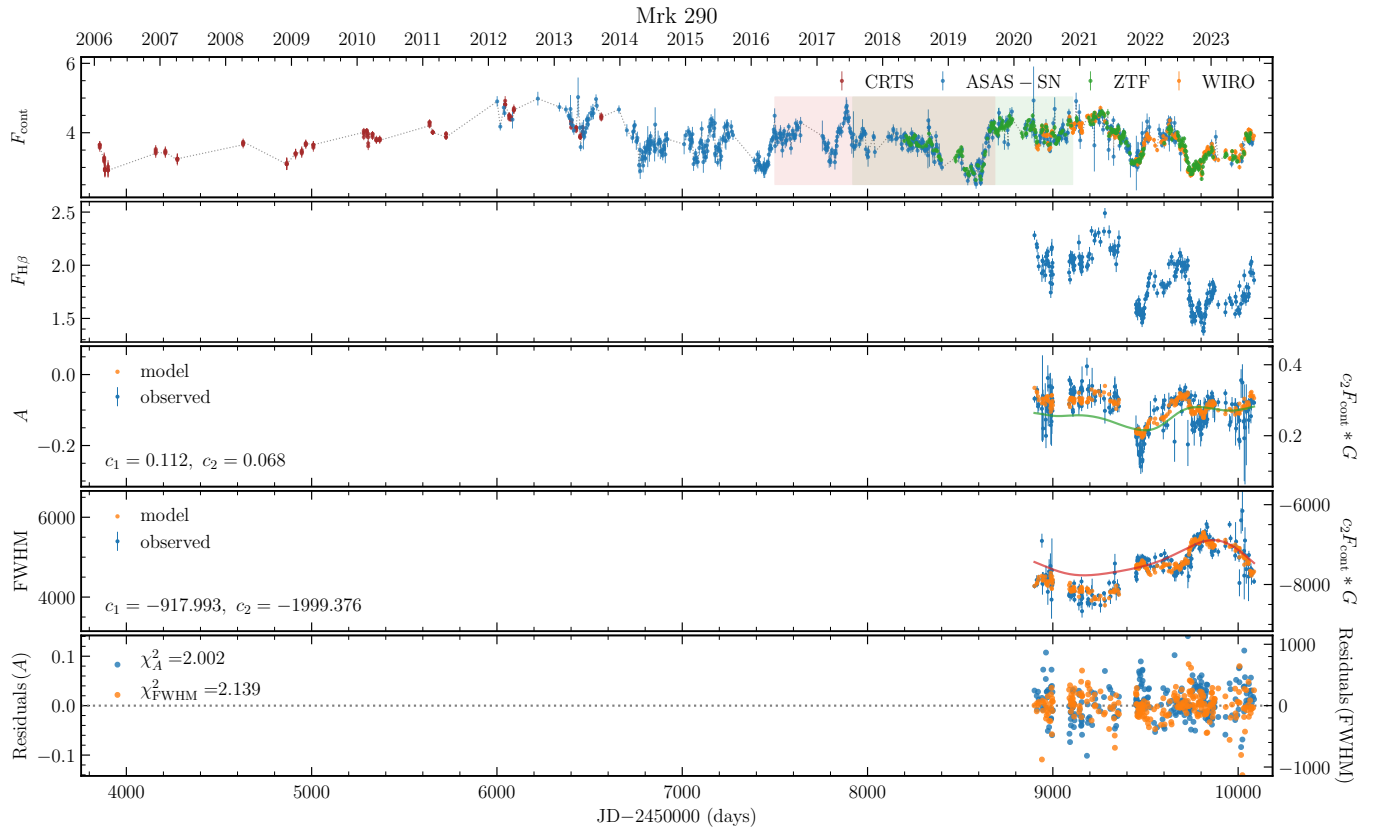 Mrk 290
2006 2007 2008 2009 2010 2011 2012 2013 2014 2015 2016 2017 2018 2019 2020 2021 2022 2023
CRTS ASAS − SN ZTF WIRO
F_cont
6
4
F_Hβ
2.5
2.0
1.5
A
0.0
−0.2
model
observed
c₁ = 0.112, c₂ = 0.068
0.4
0.2
c₂F_cont * G
FWHM
6000
4000
model
observed
c₁ = −917.993, c₂ = −1999.376
−6000
−8000
c₂F_cont * G
Residuals (A)
0.1
0.0
−0.1
χ²_A =2.002
χ²_FWHM =2.139
1000
0
−1000
Residuals (FWHM)
4000 5000 6000 7000 8000 9000 10000
JD−2450000 (days)